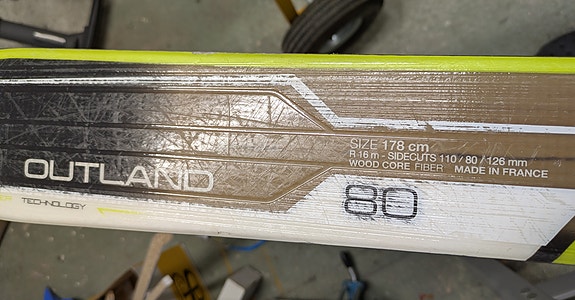 SIZE 178 cm
R 16 m - SIDECUTS 110 / 80 / 126 mm
WOOD CORE FIBER MADE IN FRANCE
OUTLAND
80
TECHNOLOGY